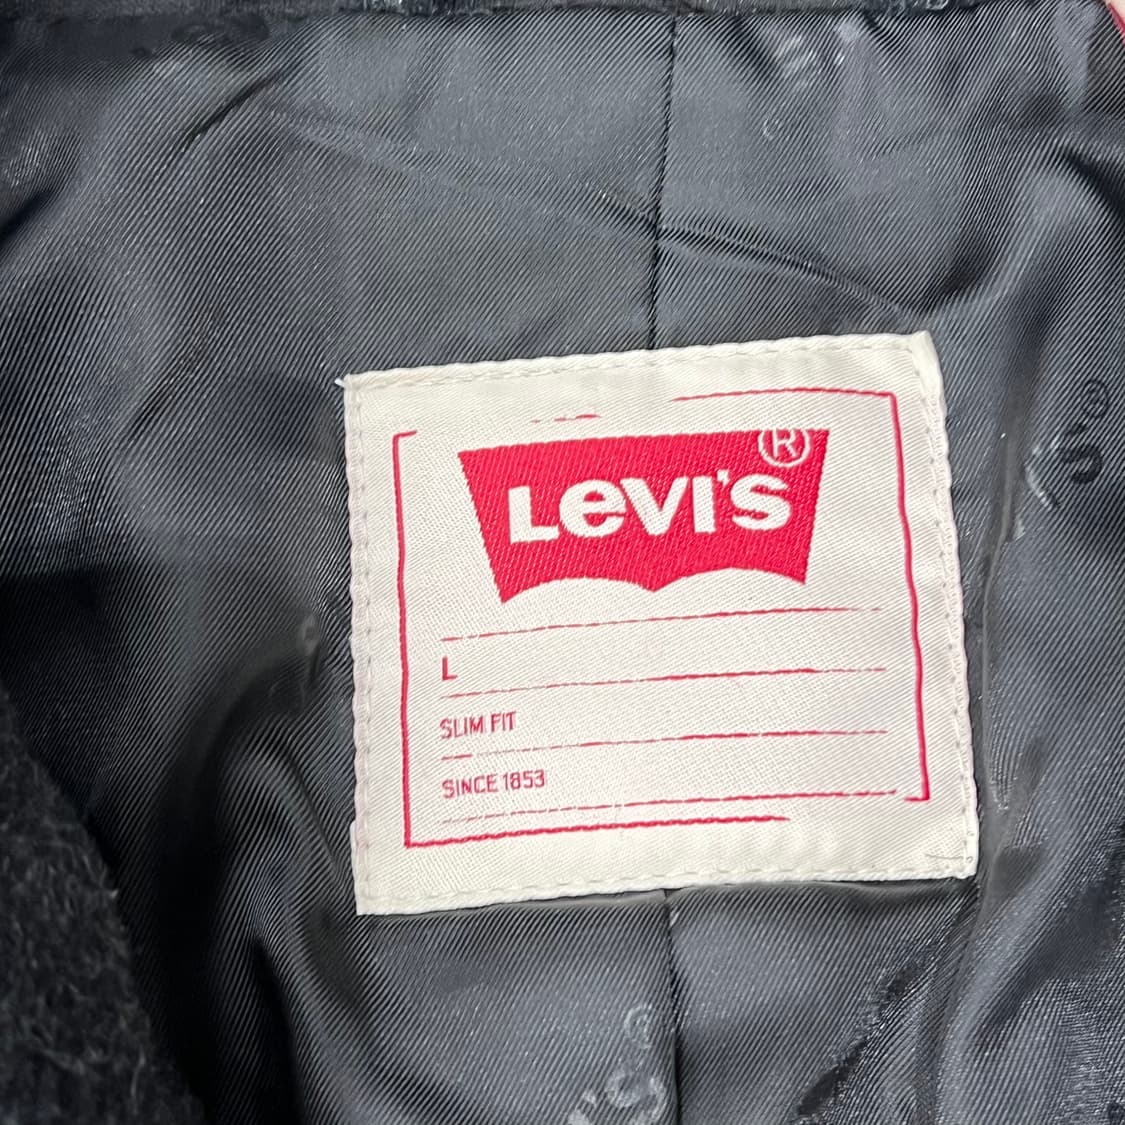 Levi's®
L
SLIM FIT
SINCE 1853